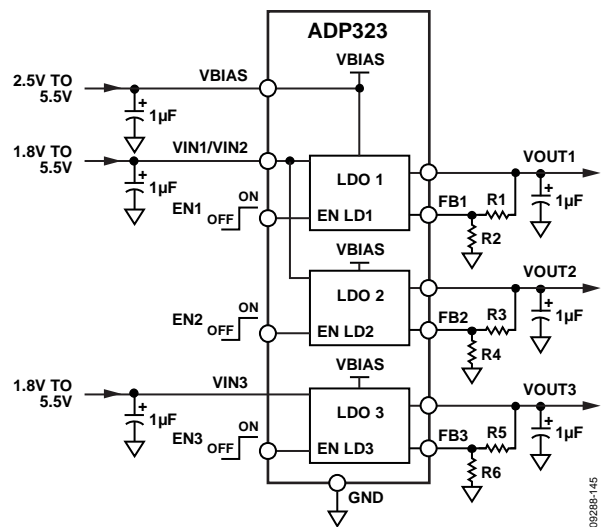 ADP323
VBIAS
2.5V TO
5.5V
VBIAS
+
1µF
1.8V TO
5.5V
VIN1/VIN2
+
1µF
LDO 1
VOUT1
EN1
OFF
ON
EN LD1
FB1
R1
R2
+
1µF
VBIAS
LDO 2
VOUT2
EN2
OFF
ON
EN LD2
FB2
R3
R4
+
1µF
VBIAS
1.8V TO
5.5V
VIN3
+
1µF
LDO 3
VOUT3
EN3
OFF
ON
EN LD3
FB3
R5
R6
+
1µF
GND
09288-145